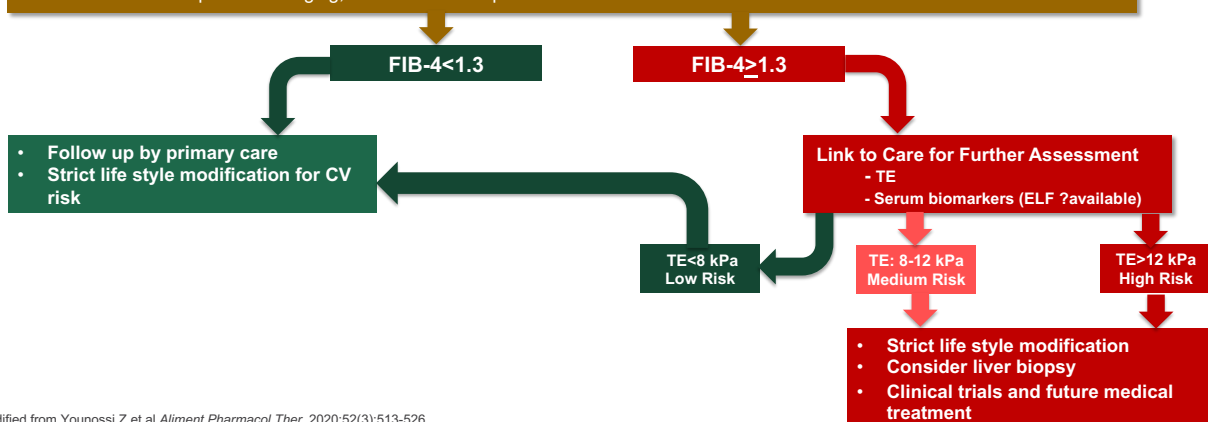 FIB-4<1.3
FIB-4≥1.3
• Follow up by primary care
• Strict life style modification for CV
risk
Link to Care for Further Assessment
- TE
- Serum biomarkers (ELF ?available)
TE<8 kPa
Low Risk
TE: 8-12 kPa
Medium Risk
TE>12 kPa
High Risk
• Strict life style modification
• Consider liver biopsy
• Clinical trials and future medical
treatment
from Younossi Z et al Aliment Pharmacol Ther. 2020;52(3):513-526